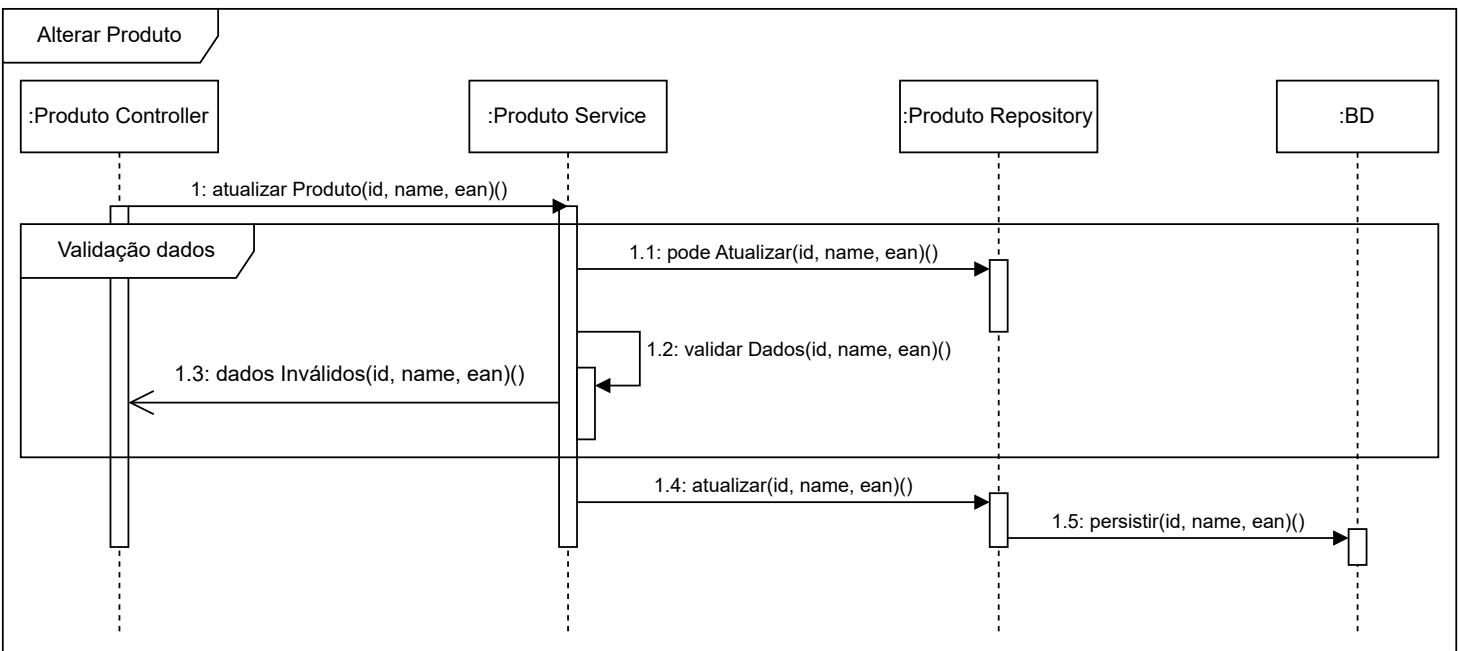 Alterar Produto
:Produto Controller
:Produto Service
:Produto Repository
:BD
1: atualizar Produto(id, name, ean)()
Validação dados
1.1: pode Atualizar(id, name, ean)()
1.2: validar Dados(id, name, ean)()
1.3: dados Inválidos(id, name, ean)()
1.4: atualizar(id, name, ean)()
1.5: persistir(id, name, ean)()